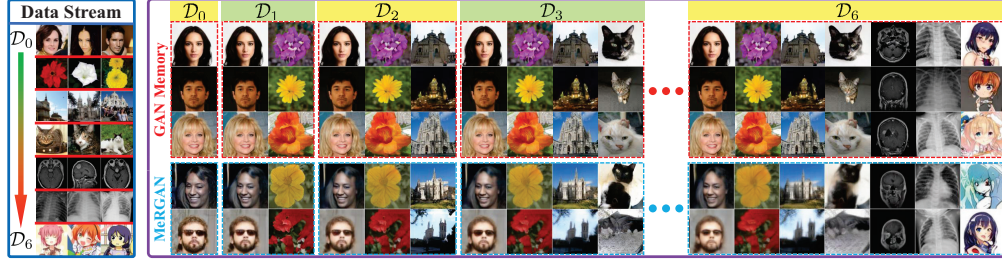 Data Stream
𝒟₀
𝒟₆
𝒟₀
𝒟₁
𝒟₂
𝒟₃
𝒟₆
GAN Memory
MeRGAN